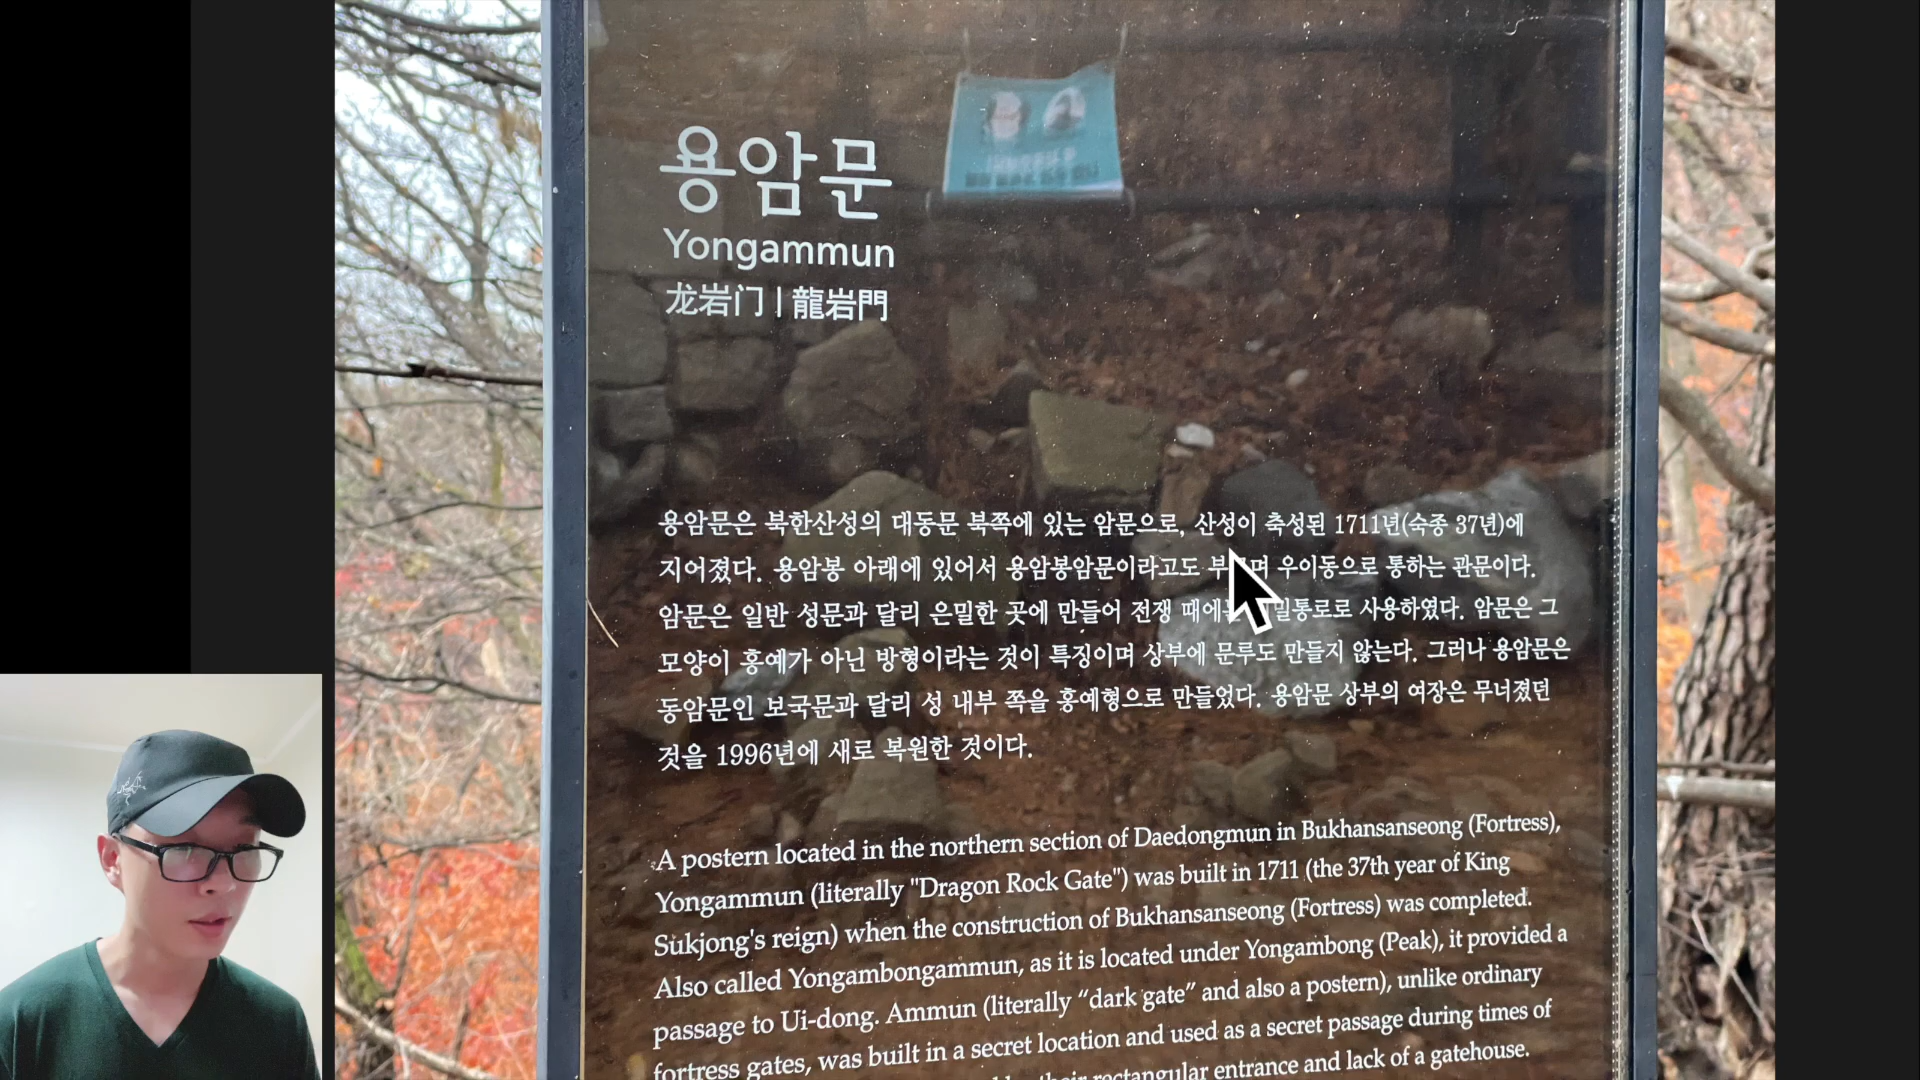 용암문
Yongammun
龙岩门 | 龍岩門
용암문은 북한산성의 대동문 북쪽에 있는 암문으로, 산성이 축성된 1711년(숙종 37년)에
지어졌다. 용암봉 아래에 있어서 용암봉암문이라고도 우이동으로 통하는 관문이다.
암문은 일반 성문과 달리 은밀한 곳에 만들어 전쟁 사용하였다. 암문은 그
모양이 홍예가 아닌 방형이라는 것이 특징이며 상부에 문루도 만들지 않는다. 그러나 용암문은
동암문인 보국문과 달리 성 내부 쪽을 홍예형으로 만들었다. 용암문 상부의 여장은 무너졌던
것을 1996년에 새로 복원한 것이다.
A postern located in the northern section of Daedongmun in Bukhansanseong (Fortress),
Yongammun (literally "Dragon Rock Gate") was built in 1711 (the 37th year of King
Sukjong's reign) when the construction of Bukhansanseong (Fortress) was completed.
Also called Yongambongammun, as it is located under Yongambong (Peak), it provided a
passage to Ui-dong. Ammun (literally “dark gate” and also a postern), unlike ordinary
fortress gates, was built in a secret location and used as a secret passage during times of
rectangular entrance and lack of a gatehouse.